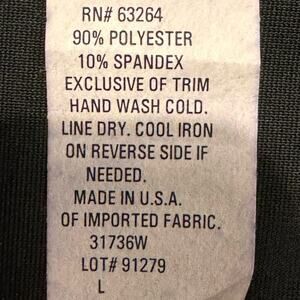 RN# 63264
90% POLYESTER
10% SPANDEX
EXCLUSIVE OF TRIM
HAND WASH COLD.
LINE DRY. COOL IRON
ON REVERSE SIDE IF
NEEDED.
MADE IN U.S.A.
OF IMPORTED FABRIC.
31736W
LOT# 91279
L